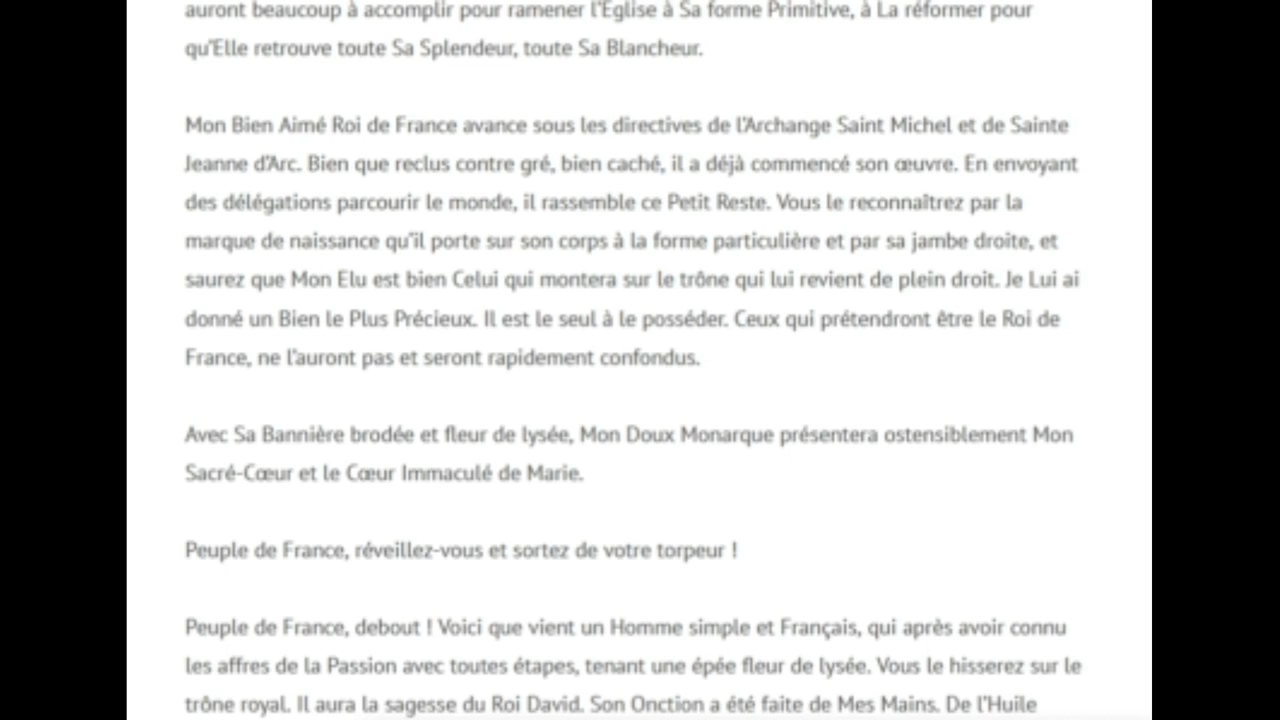 auront beaucoup à accomplir pour ramener l'Eglise à Sa forme Primitive, à La réformer pour
qu'Elle retrouve toute Sa Splendeur, toute Sa Blancheur.
Mon Bien Aimé Roi de France avance sous les directives de l'Archange Saint Michel et de Sainte
Jeanne d'Arc. Bien que reclus contre gré, bien caché, il a déjà commencé son œuvre. En envoyant
des délégations parcourir le monde, il rassemble ce Petit Reste. Vous le reconnaîtrez par la
marque de naissance qu'il porte sur son corps à la forme particulière et par sa jambe droite, et
saurez que Mon Elu est bien Celui qui montera sur le trône qui lui revient de plein droit. Je Lui ai
donné un Bien le Plus Précieux. Il est le seul à le posséder. Ceux qui prétendront être le Roi de
France, ne l'auront pas et seront rapidement confondus.
Avec Sa Bannière brodée et fleur de lysée, Mon Doux Monarque présentera ostensiblement Mon
Sacré-Cœur et le Cœur Immaculé de Marie.
Peuple de France, réveillez-vous et sortez de votre torpeur !
Peuple de France, debout ! Voici que vient un Homme simple et Français, qui après avoir connu
les affres de la Passion avec toutes étapes, tenant une épée fleur de lysée. Vous le hisserez sur le
trône royal. Il aura la sagesse du Roi David. Son Onction a été faite de Mes Mains. De l'Huile